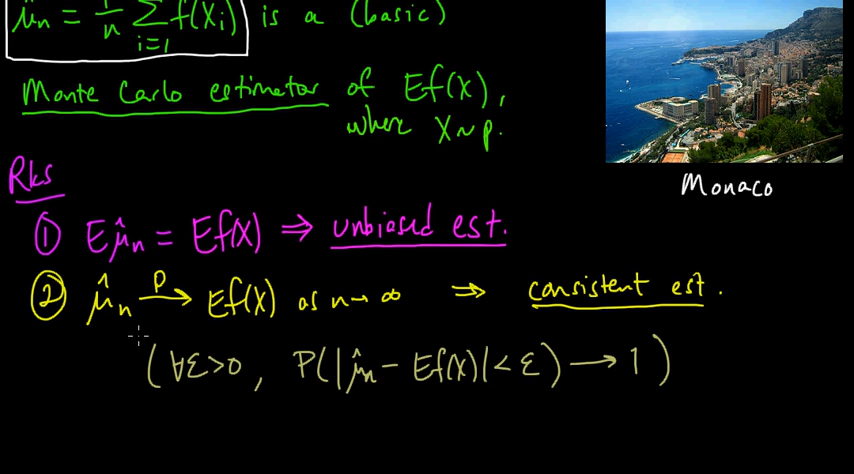 μ̂n = 1/n Σ i=1 f(Xi) is a (basic)
Monte Carlo estimator of Ef(X),
where X~p.
Monaco
Rks
① Eμ̂n = Ef(X) ⇒ unbiased est.
② μ̂n —P→ Ef(X) as n→∞ ⇒ consistent est.
(∀ε>0, P(|μ̂n - Ef(X)|<ε) → 1)